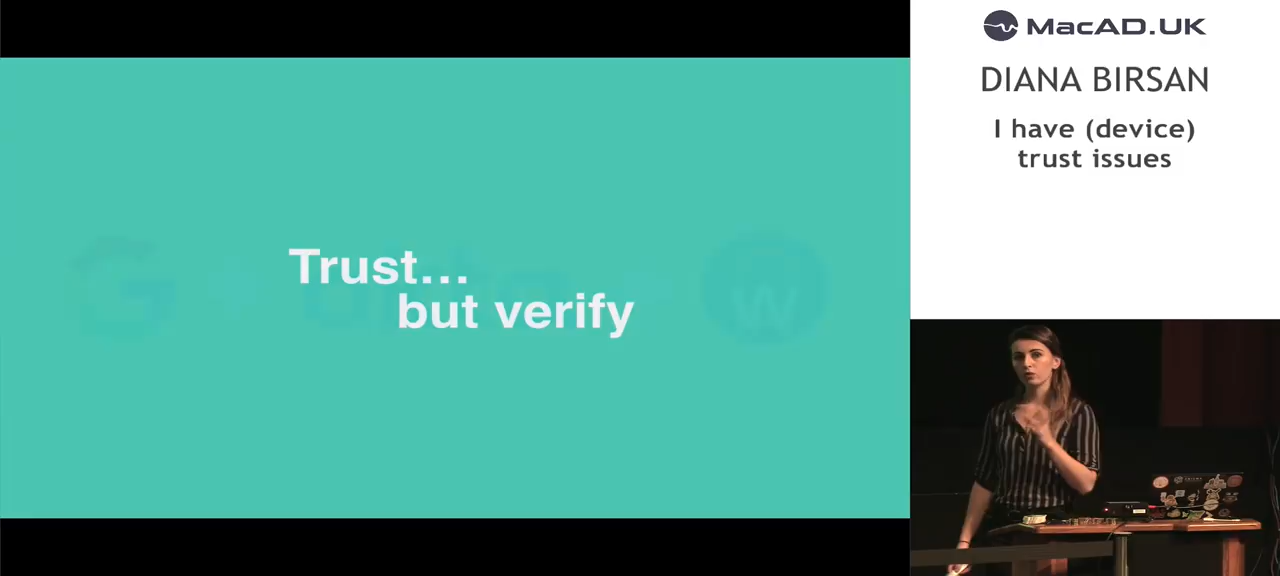 Trust...
but verify
MacAD.UK
DIANA BIRSAN
I have (device)
trust issues